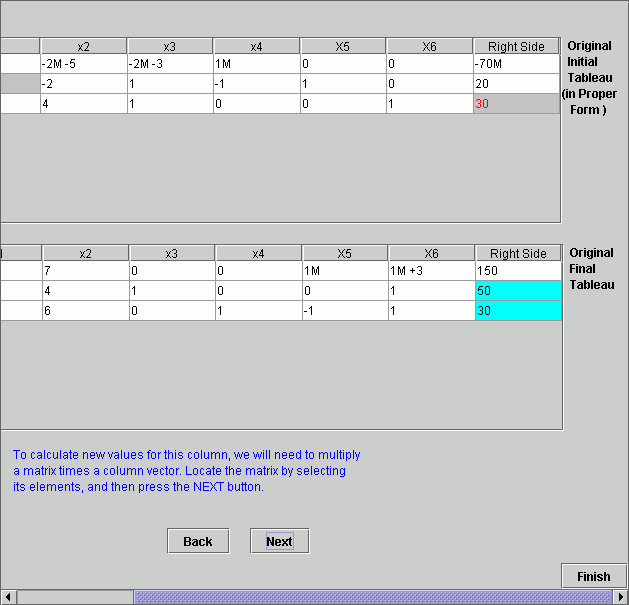 x2 x3 x4 X5 X6 Right Side
-2M -5 -2M -3 1M 0 0 -70M
-2 1 -1 1 0 20
4 1 0 0 1 30
Original
Initial
Tableau
(in Proper
Form )
x2 x3 x4 X5 X6 Right Side
7 0 0 1M 1M +3 150
4 1 0 0 1 50
6 0 1 -1 1 30
Original
Final
Tableau
To calculate new values for this column, we will need to multiply
a matrix times a column vector. Locate the matrix by selecting
its elements, and then press the NEXT button.
Back Next
Finish